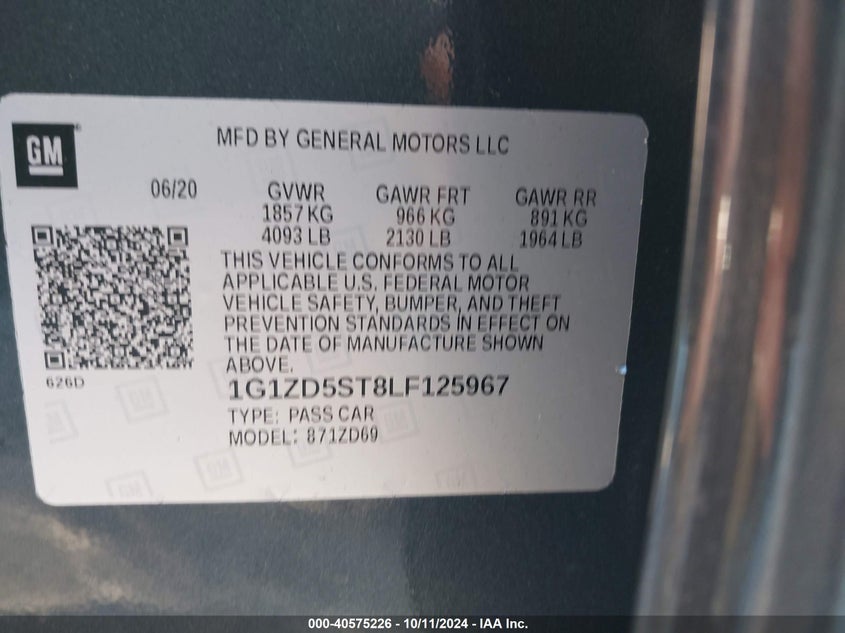 GM
MFD BY GENERAL MOTORS LLC
06/20
GVWR GAWR FRT GAWR RR
1857 KG 966 KG 891 KG
4093 LB 2130 LB 1964 LB
THIS VEHICLE CONFORMS TO ALL
APPLICABLE U.S. FEDERAL MOTOR
VEHICLE SAFETY, BUMPER, AND THEFT
PREVENTION STANDARDS IN EFFECT ON
THE DATE OF MANUFACTURE SHOWN
ABOVE.
626D
1G1ZD5ST8LF125967
TYPE: PASS CAR
MODEL: 871ZD69
000-40575226 - 10/11/2024 - IAA Inc.